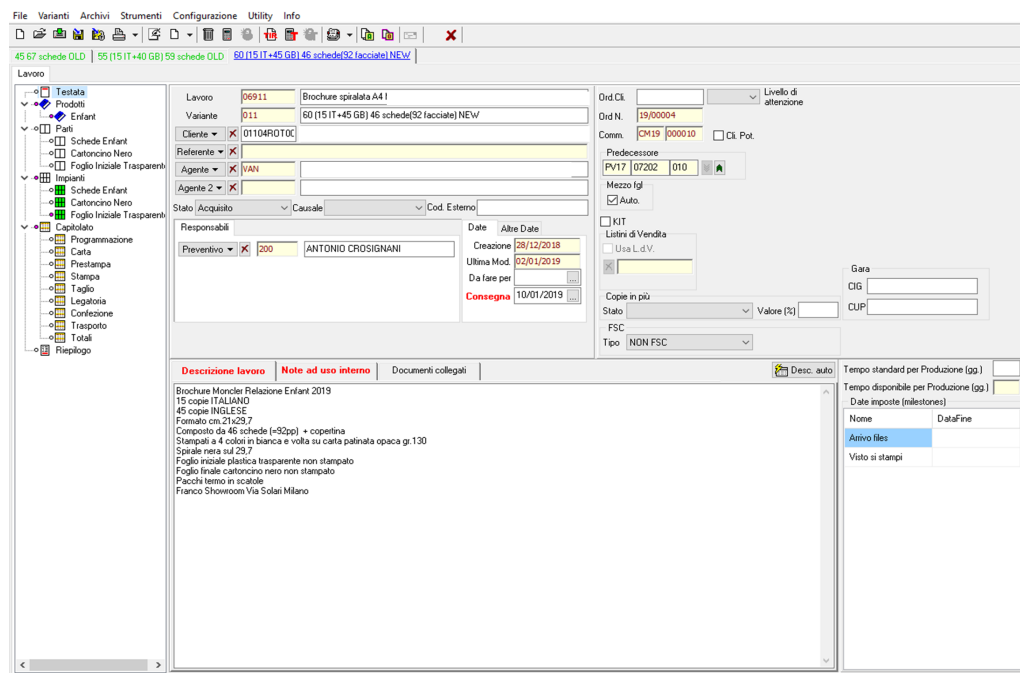 File Varianti Archivi Strumenti Configurazione Utility Info
45 67 schede OLD 55 (15 IT+40 GB) 59 schede OLD 60 (15 IT+45 GB) 46 schede(92 facciate) NEW
Lavoro
Testata
Prodotti
Enfant
Parti
Schede Enfant
Cartoncino Nero
Foglio Iniziale Trasparente
Impianti
Schede Enfant
Cartoncino Nero
Foglio Iniziale Trasparente
Capitolato
Programmazione
Carta
Prestampa
Stampa
Taglio
Legatoria
Confezione
Trasporto
Totali
Riepilogo
Lavoro 06911 Brochure spiralata A4
Variante 011 60 (15 IT+45 GB) 46 schede(92 facciate) NEW
Cliente 01104ROT0
Referente
Agente VAN
Agente 2
Stato Acquisito Causale Cod. Esterno
Responsabili
Preventivo 200 ANTONIO CROSIGNANI
Date Altre Date
Creazione 28/12/2018
Ultima Mod. 02/01/2019
Da fare per ...
Consegna 10/01/2019 ...
Ord.Cli. Livello di
attenzione
Ord N. 19/00004
Comm. CM19 000010 Cli. Pot.
Predecessore
PV17 07202 010
Mezzo fgl
Auto.
KIT
Listini di Vendita
Usa L.d.V.
Copie in più
Stato Valore (%)
FSC
Tipo NON FSC
Gara
CIG
CUP
Descrizione lavoro Note ad uso interno Documenti collegati Desc. auto
Brochure Moncler Relazione Enfant 2019
15 copie ITALIANO
45 copie INGLESE
Formato cm.21x29,7
Composto da 46 schede (=92pp) + copertina
Stampati a 4 colori in bianca e volta su carta patinata opaca gr.130
Spirale nera sul 29,7
Foglio iniziale plastica trasparente non stampato
Foglio finale cartoncino nero non stampato
Pacchi termo in scatole
Franco Showroom Via Solari Milano
Tempo standard per Produzione (gg.)
Tempo disponibile per Produzione (gg.)
Date imposte (milestones)
Nome DataFine
Arrivo files
Visto si stampi